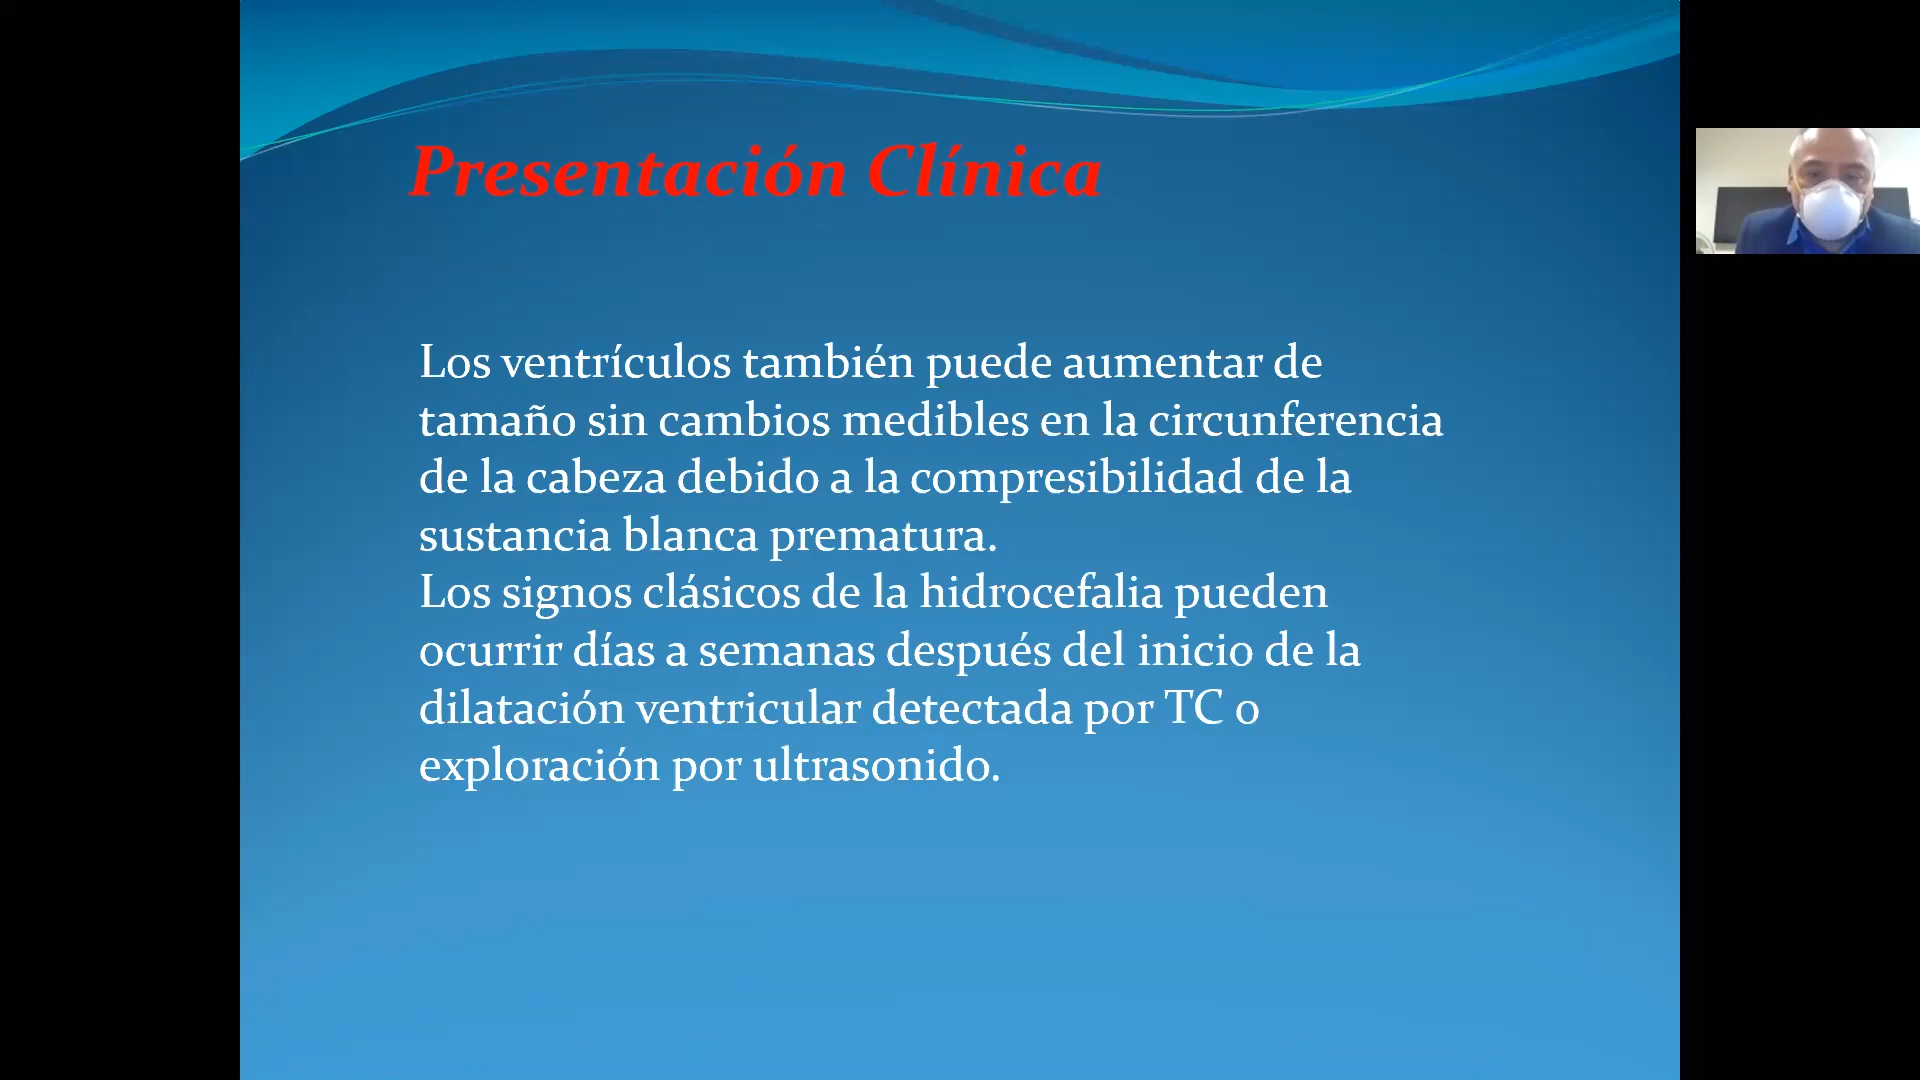 Presentación Clínica
Los ventrículos también puede aumentar de
tamaño sin cambios medibles en la circunferencia
de la cabeza debido a la compresibilidad de la
sustancia blanca prematura.
Los signos clásicos de la hidrocefalia pueden
ocurrir días a semanas después del inicio de la
dilatación ventricular detectada por TC o
exploración por ultrasonido.